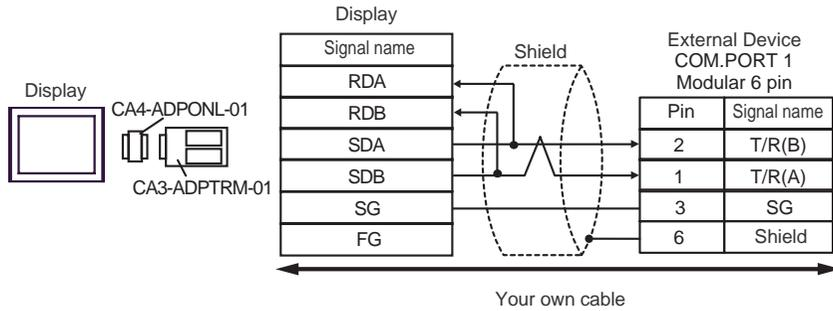 Display
Signal name
RDA
RDB
SDA
SDB
SG
FG
Shield
External Device
COM.PORT 1
Modular 6 pin
Pin Signal name
2 T/R(B)
1 T/R(A)
3 SG
6 Shield
Display
CA4-ADPONL-01
CA3-ADPTRM-01
Your own cable